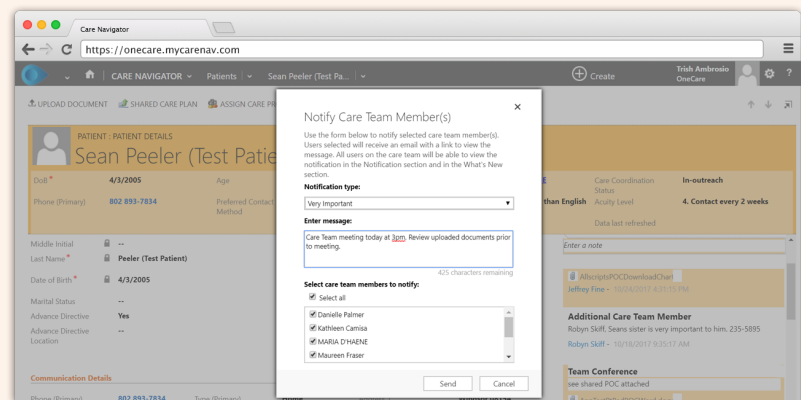 Care Navigator
https://onecare.mycarenav.com
CARE NAVIGATOR
Patients
Sean Peeler (Test Pa...
Create
Trish Ambrosio
OneCare
?
UPLOAD DOCUMENT
SHARED CARE PLAN
ASSIGN CARE PR
PATIENT : PATIENT DETAILS
Sean Peeler (Test Patie
DoB *
4/3/2005
Age
Care Coordination Status
In-outreach
Phone (Primary)
802 893-7834
Preferred Contact Method:
than English
Acuity Level
4. Contact every 2 weeks
Data last refreshed
Middle Initial
--
Last Name *
Peeler (Test Patient)
Date of Birth *
4/3/2005
Marital Status
--
Advance Directive
Yes
Advance Directive
Location
--
Communication Details
Phone (Primary)
802 893-7834
Type (Primary)
Home
Notify Care Team Member(s)
Use the form below to notify selected care team member(s).
Users selected will receive an email with a link to view the
message. All users on the care team will be able to view the
notification in the Notification section and in the What's New
section.
Notification type:
Very Important
Enter message:
Care Team meeting today at 3pm. Review uploaded documents prior
to meeting.
425 characters remaining
Select care team members to notify:
Select all
Danielle Palmer
Kathleen Camisa
MARIA D'HAENE
Maureen Fraser
Send
Cancel
Enter a note
AllscriptsPOCDownloadChart
Jeffrey Fine -
Additional Care Team Member
Robyn Skiff, Seans sister is very important to him. 235-5895
Robyn Skiff - 10/18/2017 9:35:17 AM
Team Conference
see shared POC attached